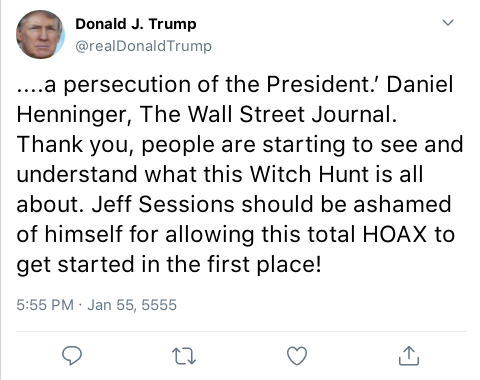 Donald J. Trump
@realDonaldTrump
....a persecution of the President.’ Daniel
Henninger, The Wall Street Journal.
Thank you, people are starting to see and
understand what this Witch Hunt is all
about. Jeff Sessions should be ashamed
of himself for allowing this total HOAX to
get started in the first place!
5:55 PM · Jan 55, 5555